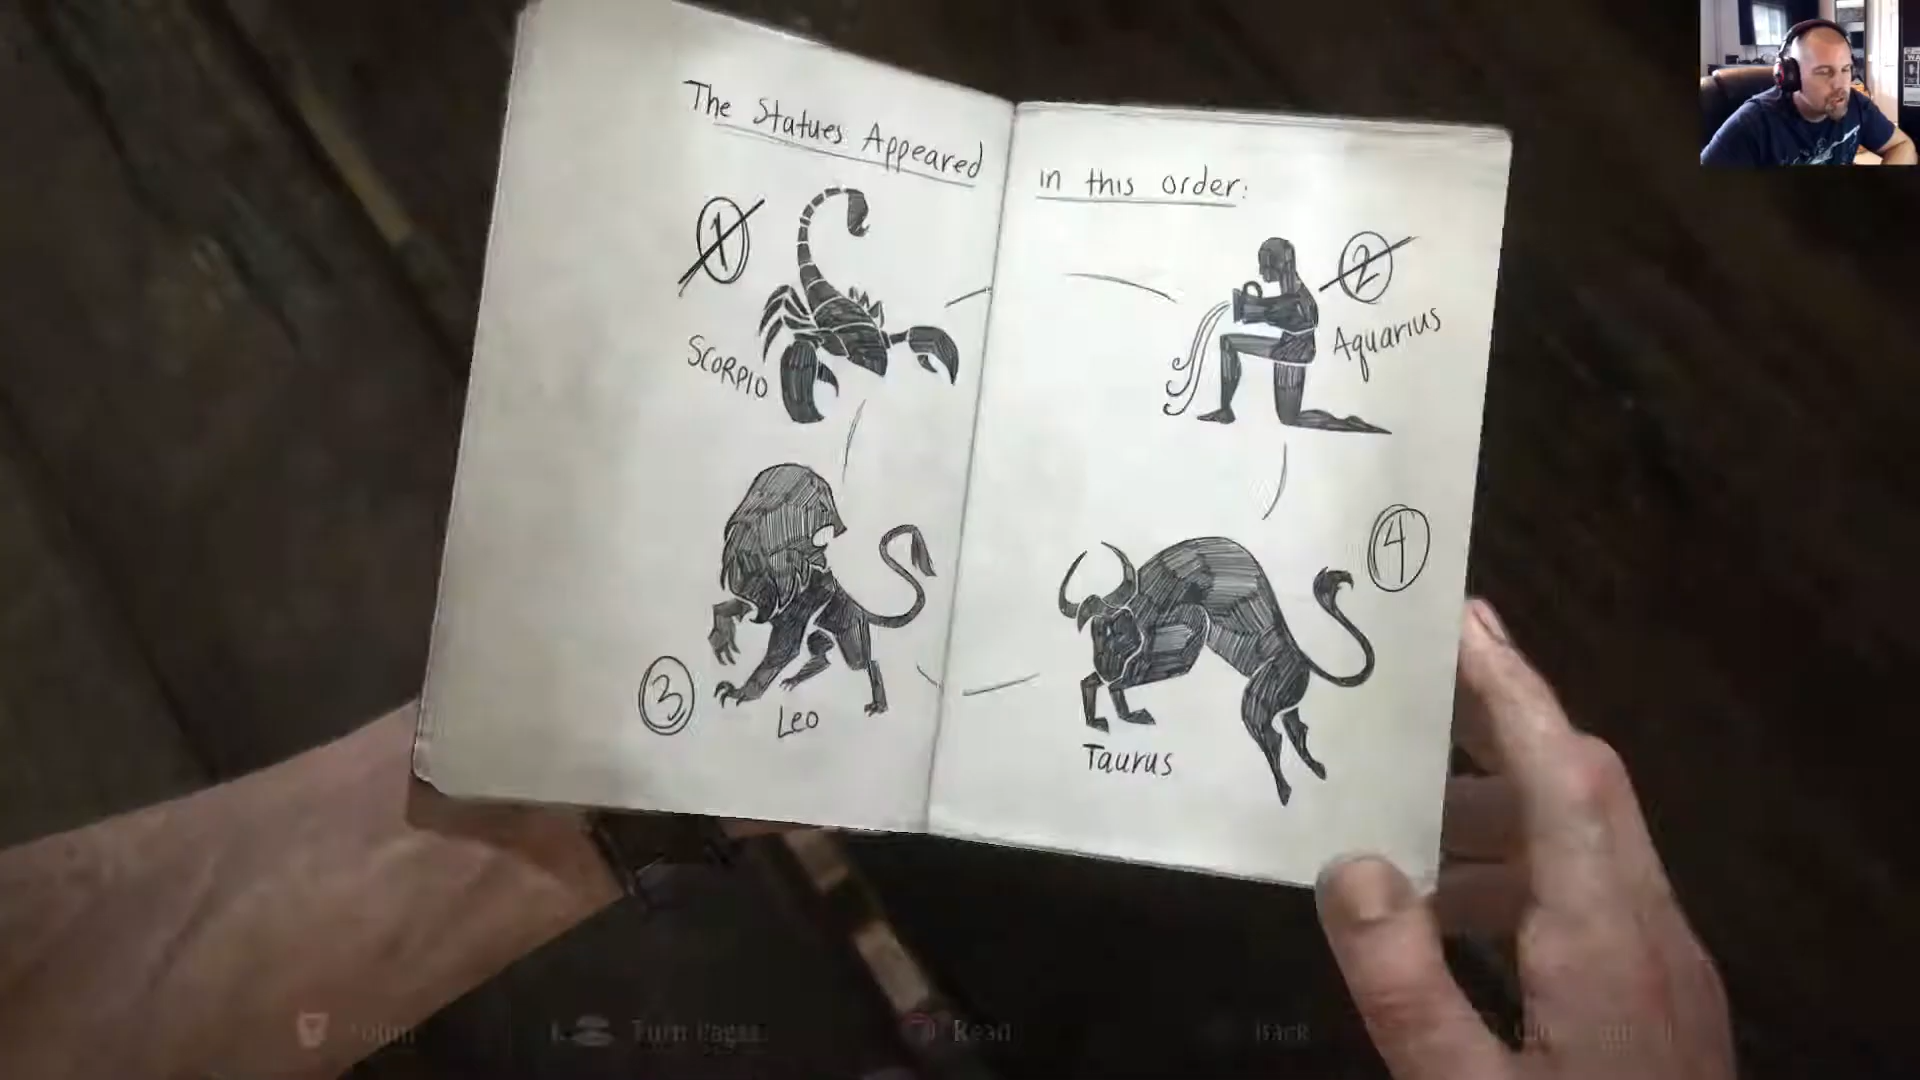 The Statues Appeared
in this order:
1
2
Scorpio
Aquarius
3
4
Leo
Taurus
Turn Pages
Read
Back